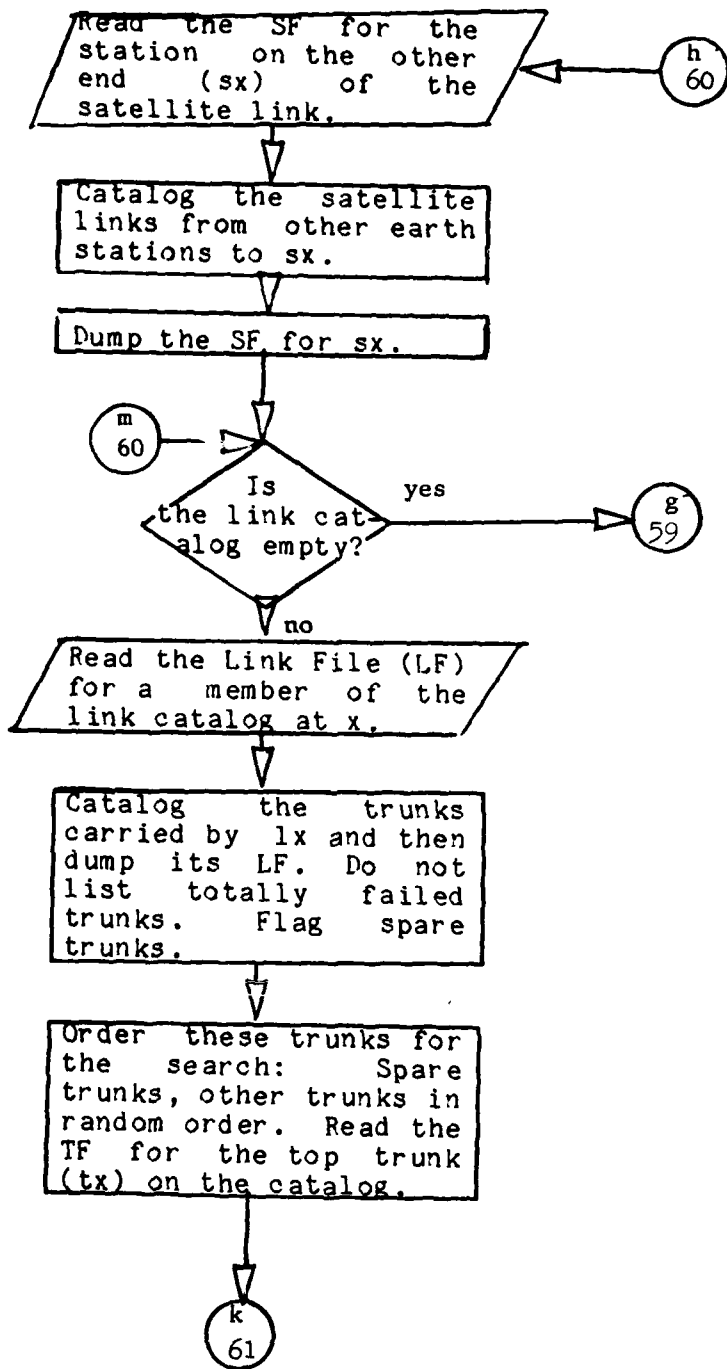 Read the SF for the
station on the other
end (sx) of the
satellite link.
h
60
Catalog the satellite
links from other earth
stations to sx.
Dump the SF for sx.
m
60
Is
the link cat-
alog empty?
yes
g
59
no
Read the Link File (LF)
for a member of the
link catalog at x.
Catalog the trunks
carried by lx and then
dump its LF. Do not
list totally failed
trunks. Flag spare
trunks.
Order these trunks for
the search: Spare
trunks, other trunks in
random order. Read the
TF for the top trunk
(tx) on the catalog.
k
61